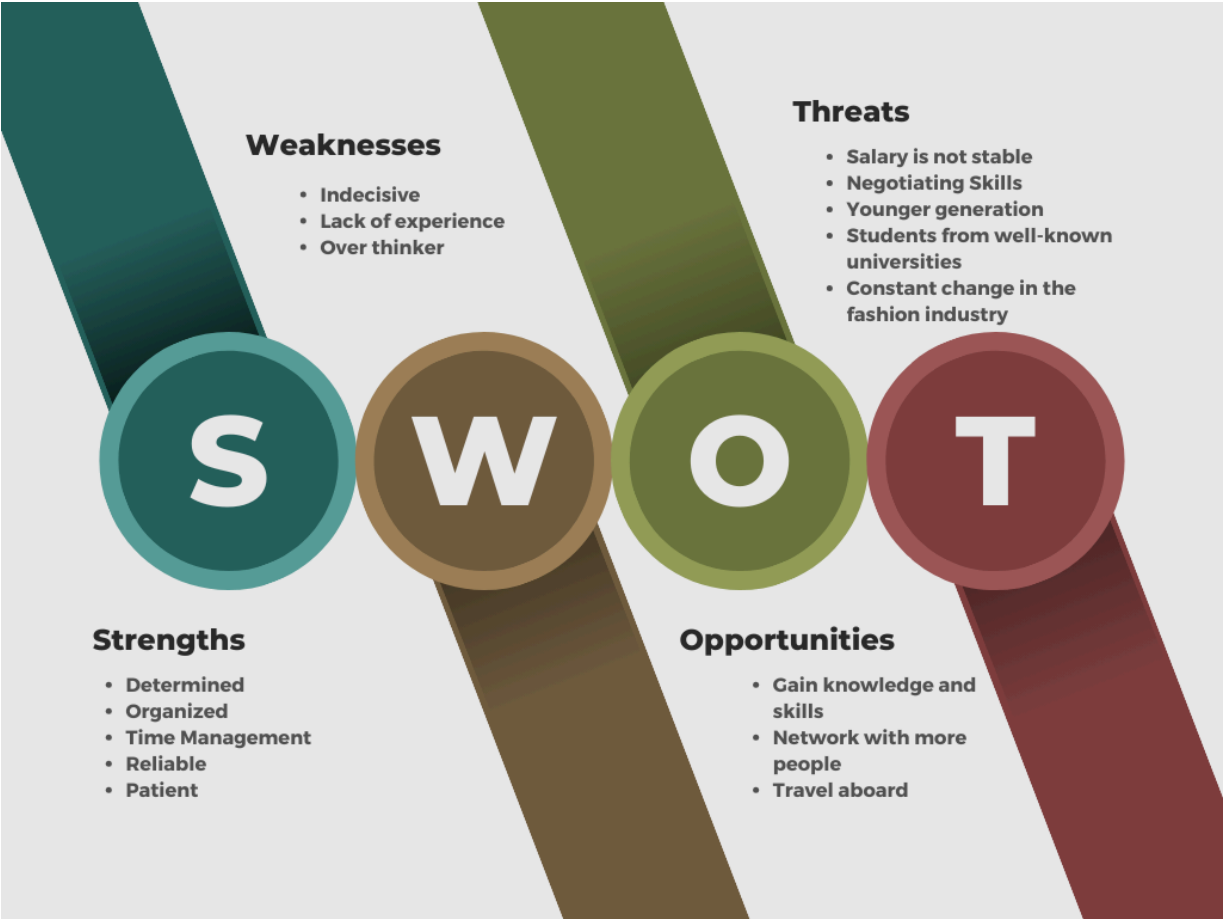 Threats
Weaknesses
• Salary is not stable
• Negotiating Skills
• Younger generation
• Students from well-known
universities
• Constant change in the
fashion industry
• Indecisive
• Lack of experience
• Over thinker
S W O T
Strengths
• Determined
• Organized
• Time Management
• Reliable
• Patient
Opportunities
• Gain knowledge and
skills
• Network with more
people
• Travel aboard